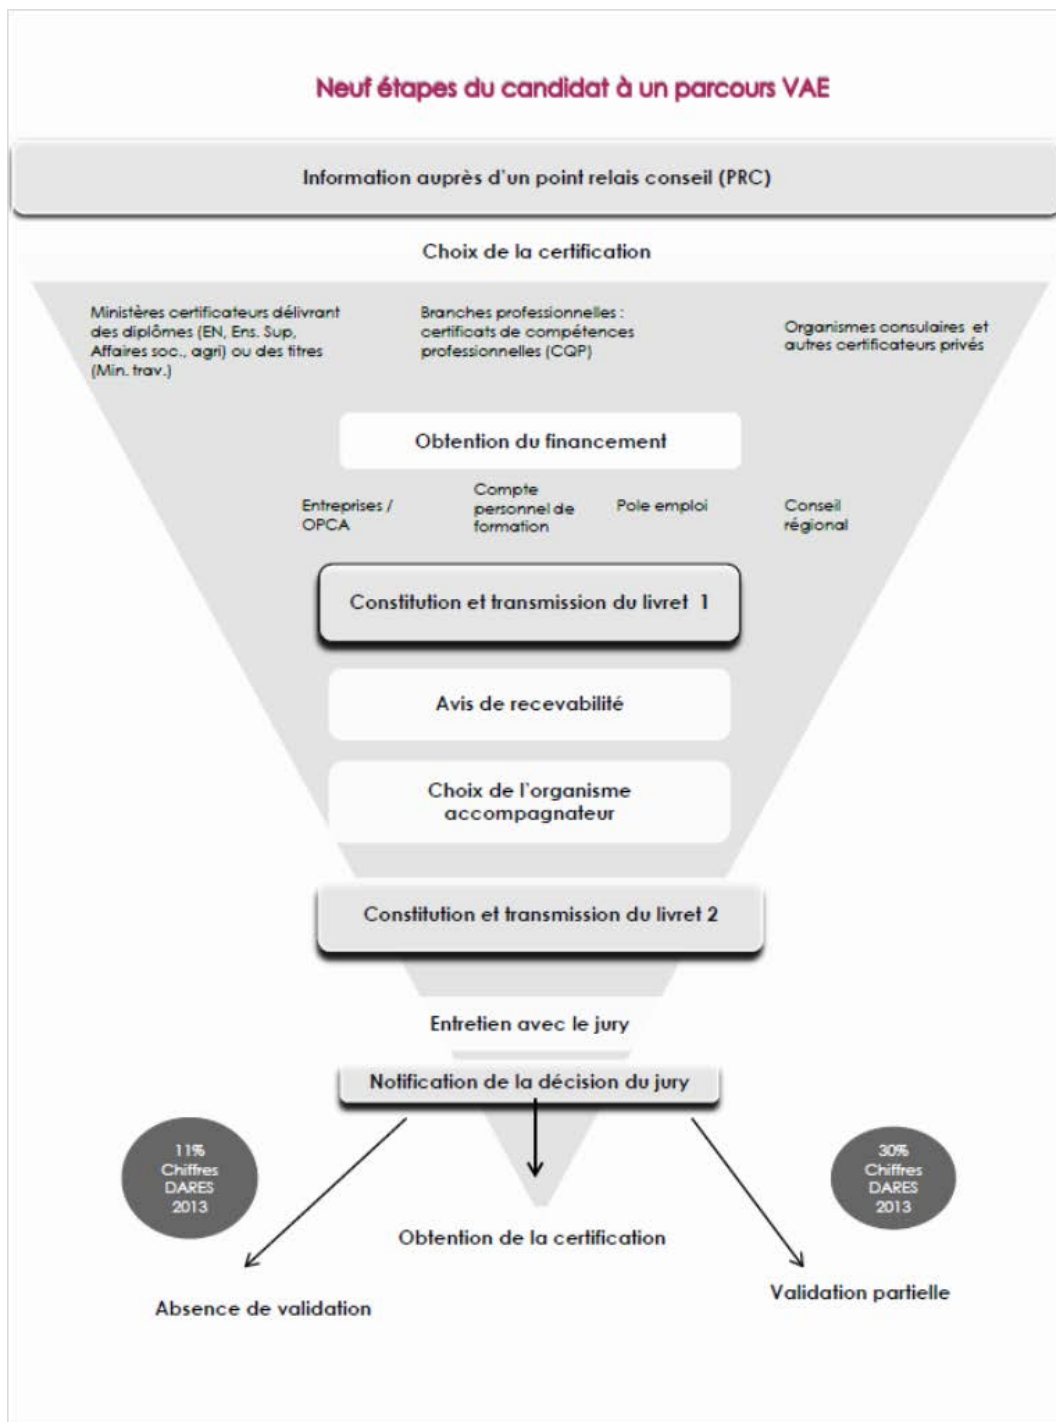 Neuf étapes du candidat à un parcours VAE
Information auprès d'un point relais conseil (PRC)
Choix de la certification
Ministères certificateurs délivrant
des diplômes (EN, Ens. Sup,
Affaires soc., agri) ou des titres
(Min. trav.)
Branches professionnelles :
certificats de compétences
professionnelles (CQP)
Organismes consulaires et
autres certificateurs privés
Obtention du financement
Entreprises /
OPCA
Compte
personnel de
formation
Pole emploi
Conseil
régional
Constitution et transmission du livret 1
Avis de recevabilité
Choix de l'organisme
accompagnateur
Constitution et transmission du livret 2
Entretien avec le jury
Notification de la décision du jury
11%
Chiffres
DARES
2013
30%
Chiffres
DARES
2013
Obtention de la certification
Absence de validation
Validation partielle